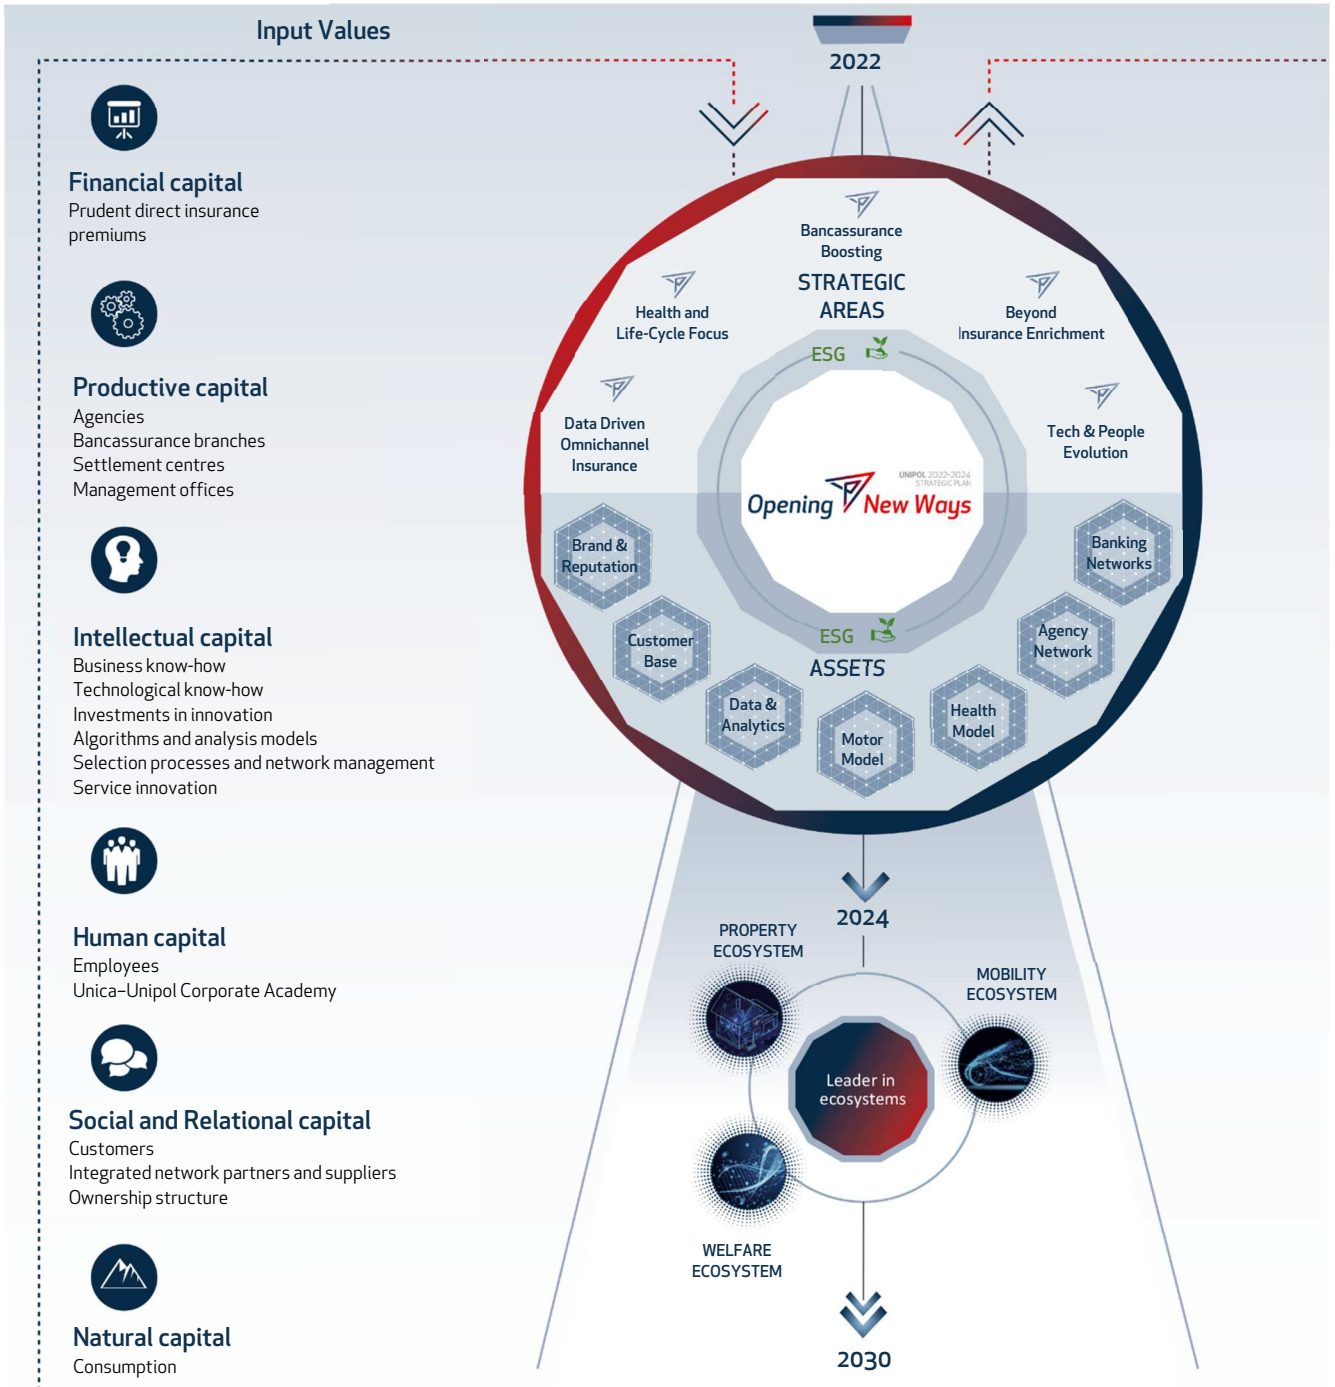 Input Values
Financial capital
Prudent direct insurance
premiums
Productive capital
Agencies
Bancassurance branches
Settlement centres
Management offices
Intellectual capital
Business know-how
Technological know-how
Investments in innovation
Algorithms and analysis models
Selection processes and network management
Service innovation
Human capital
Employees
Unica–Unipol Corporate Academy
Social and Relational capital
Customers
Integrated network partners and suppliers
Ownership structure
Natural capital
Consumption
2022
Bancassurance
Boosting
STRATEGIC
AREAS
Health and
Life-Cycle Focus
Beyond
Insurance Enrichment
ESG
Data Driven
Omnichannel
Insurance
Tech & People
Evolution
UNIPOL 2022-2024
STRATEGIC PLAN
Opening New Ways
Brand &
Reputation
Banking
Networks
Customer
Base
Agency
Network
ESG
ASSETS
Data &
Analytics
Health
Model
Motor
Model
2024
PROPERTY
ECOSYSTEM
MOBILITY
ECOSYSTEM
Leader in
ecosystems
WELFARE
ECOSYSTEM
2030